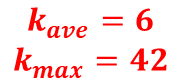 k_ave = 6
k_max = 42